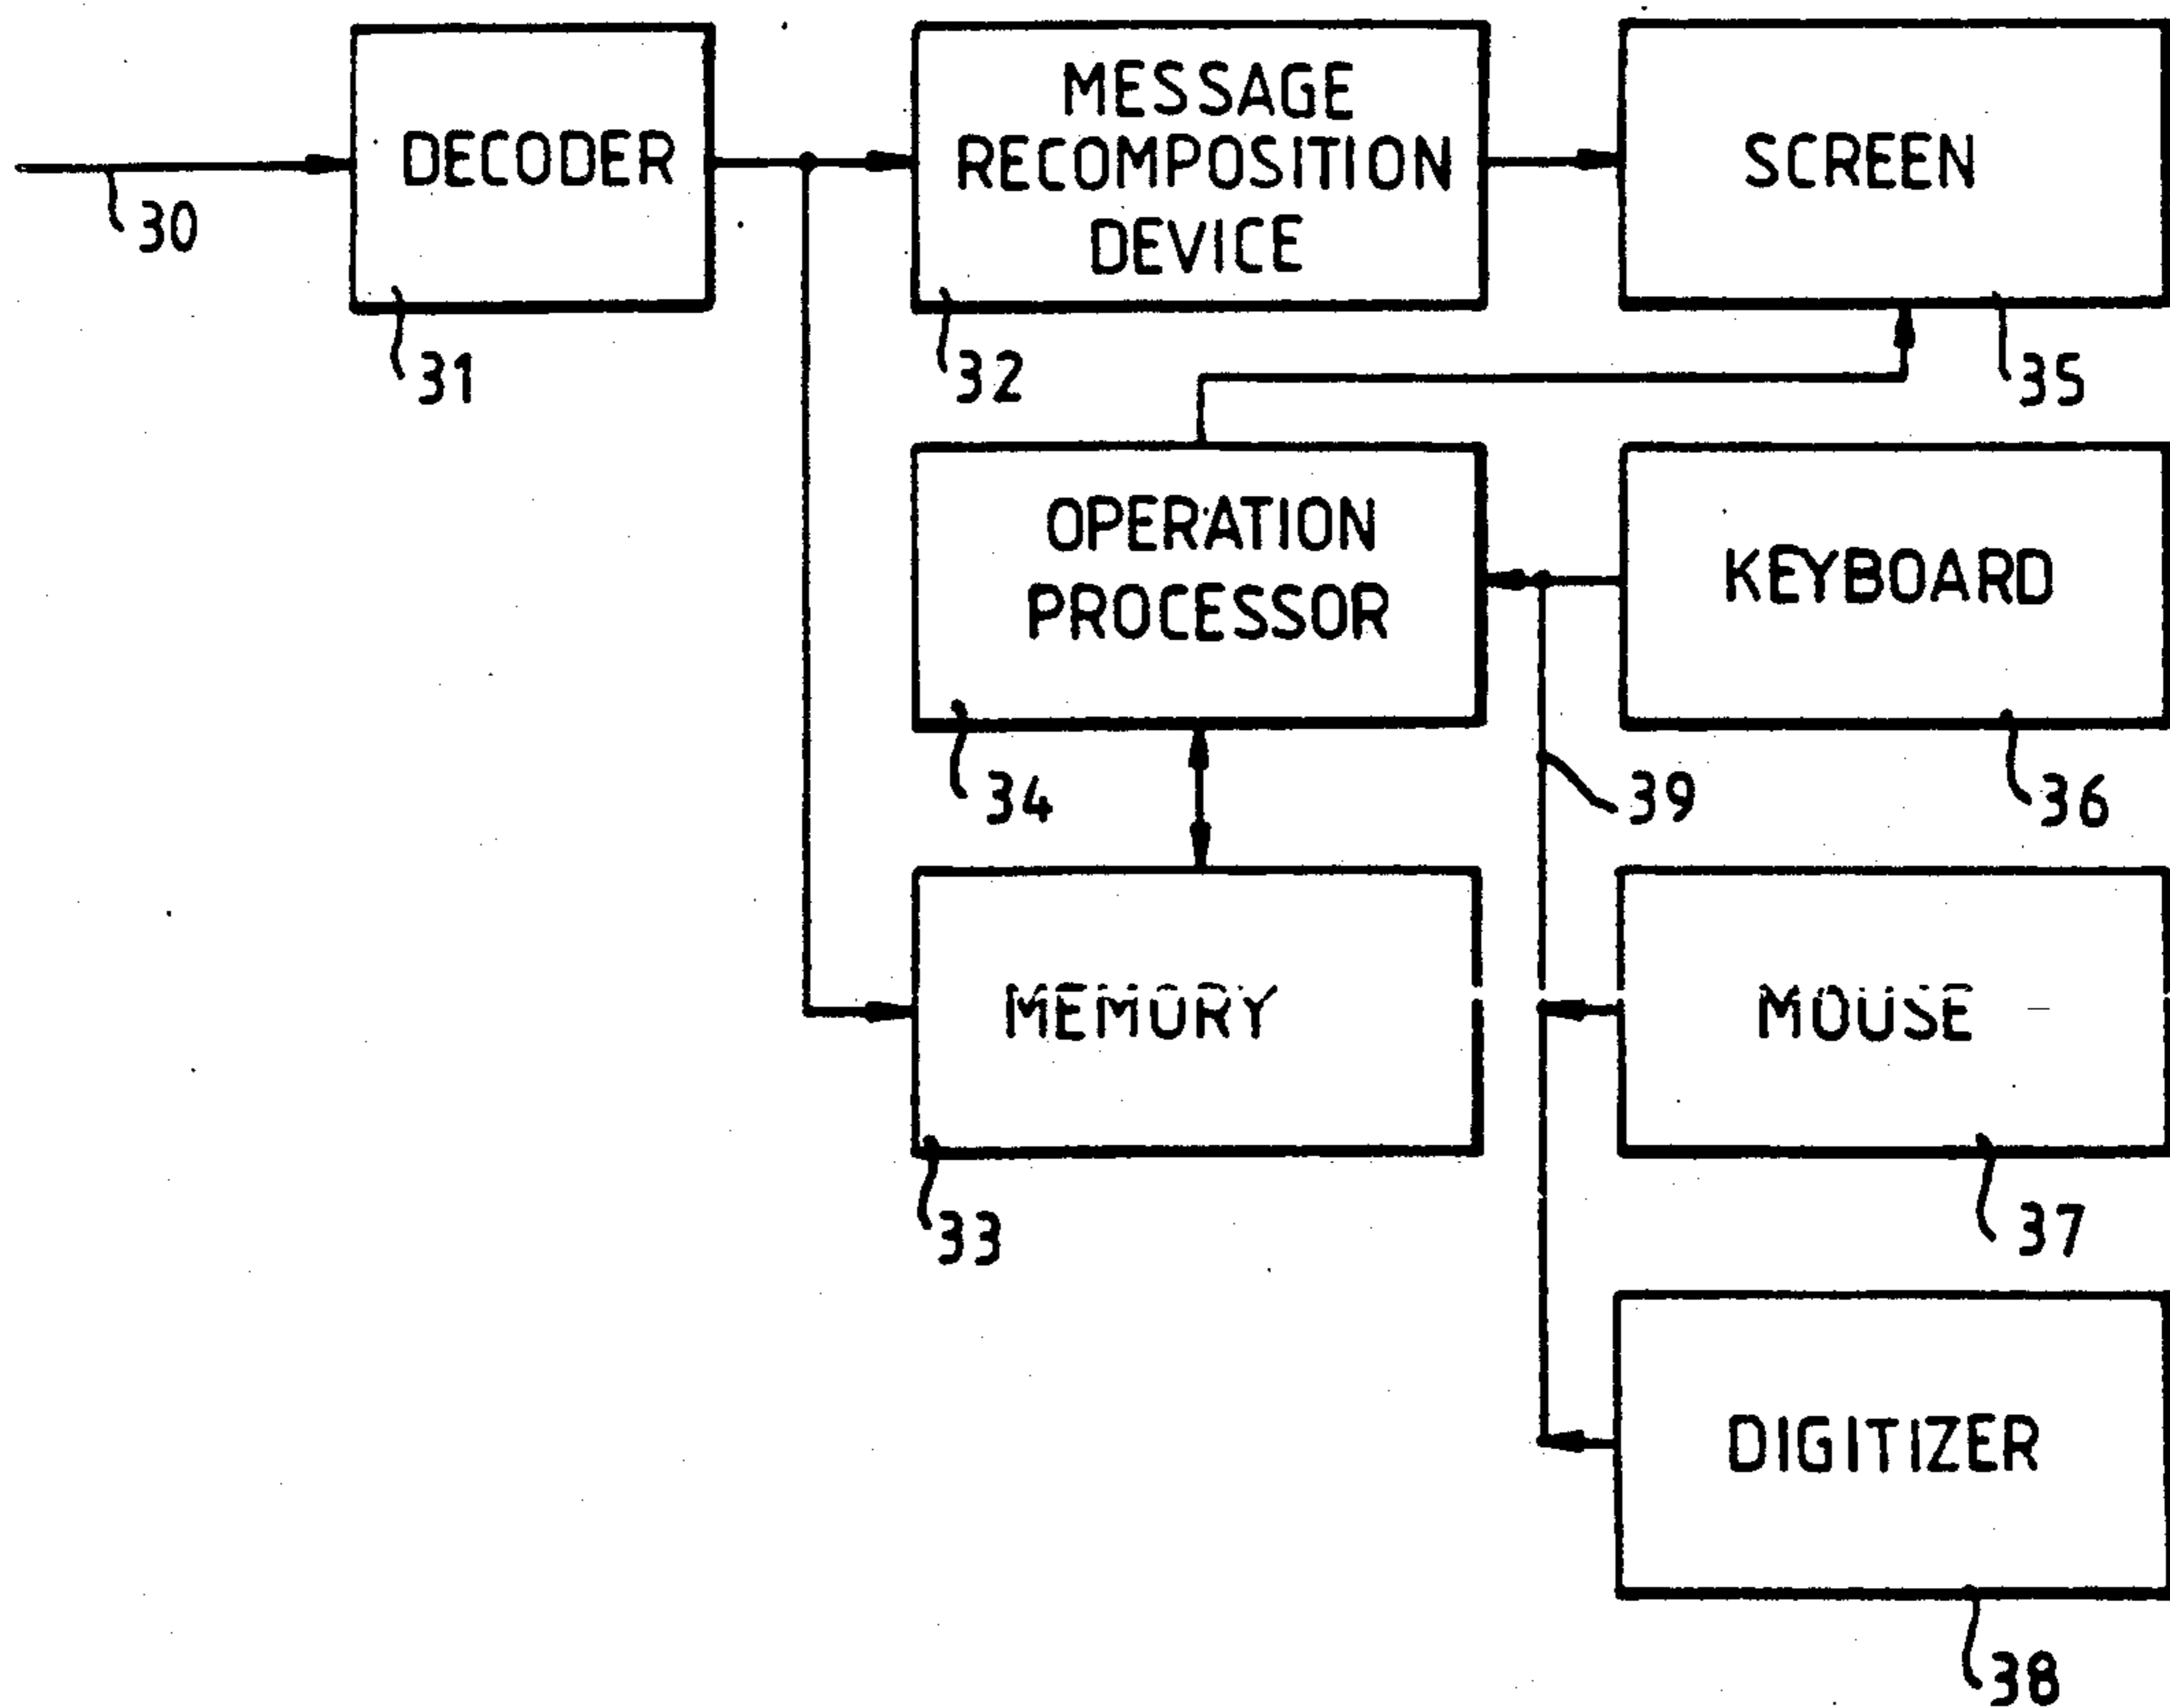 DECODER
MESSAGE
RECOMPOSITION
DEVICE
SCREEN
30
31
32
35
OPERATION
PROCESSOR
KEYBOARD
34
39
36
MEMORY
MOUSE
33
37
DIGITIZER
38